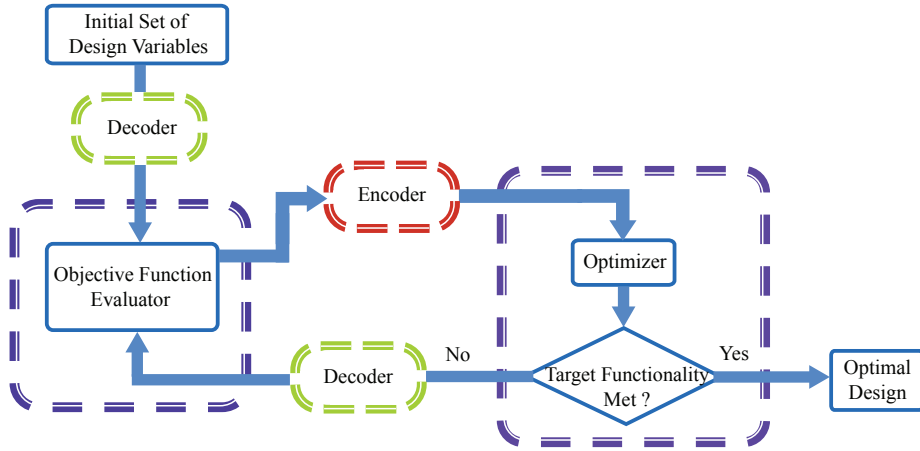 Initial Set of
Design Variables
Decoder
Encoder
Objective Function
Evaluator
Optimizer
Decoder
No
Target Functionality
Met ?
Yes
Optimal
Design